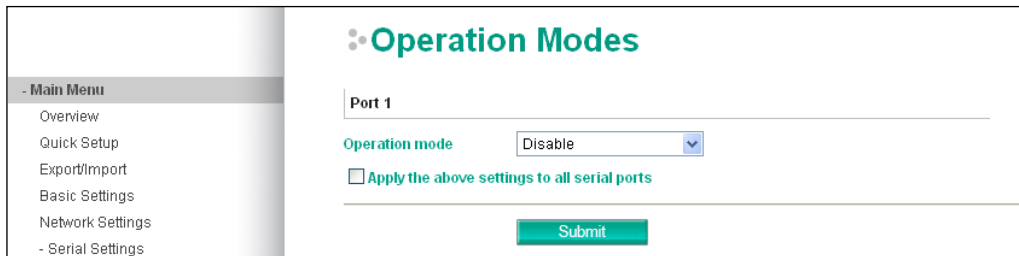 - Main Menu
Overview
Quick Setup
Export/Import
Basic Settings
Network Settings
- Serial Settings
Operation Modes
Port 1
Operation mode Disable
Apply the above settings to all serial ports
Submit